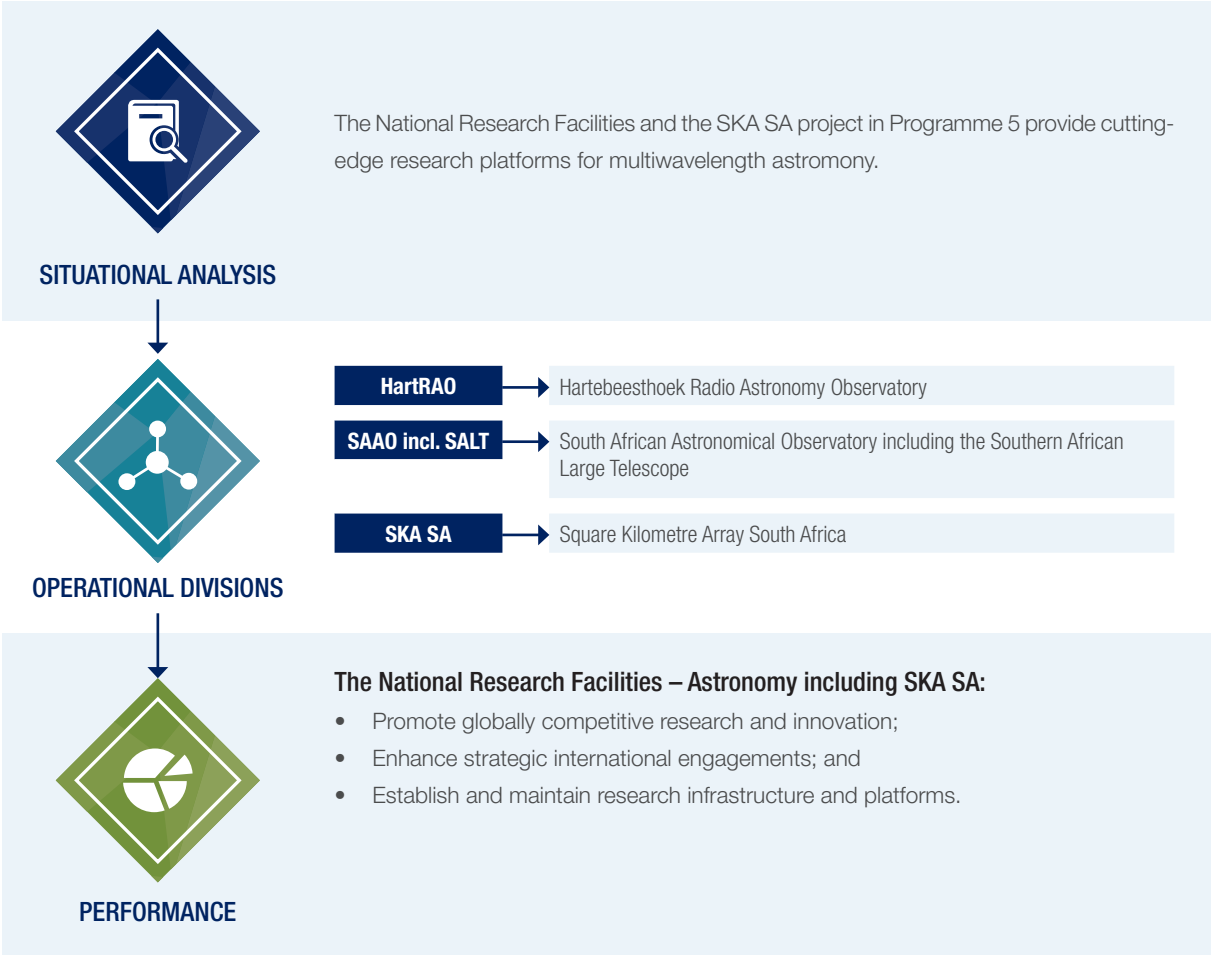 The National Research Facilities and the SKA SA project in Programme 5 provide cutting-
edge research platforms for multiwavelength astromony.
SITUATIONAL ANALYSIS
HartRAO
Hartebeesthoek Radio Astronomy Observatory
SAAO incl. SALT
South African Astronomical Observatory including the Southern African
Large Telescope
SKA SA
Square Kilometre Array South Africa
OPERATIONAL DIVISIONS
The National Research Facilities – Astronomy including SKA SA:
• Promote globally competitive research and innovation;
• Enhance strategic international engagements; and
• Establish and maintain research infrastructure and platforms.
PERFORMANCE